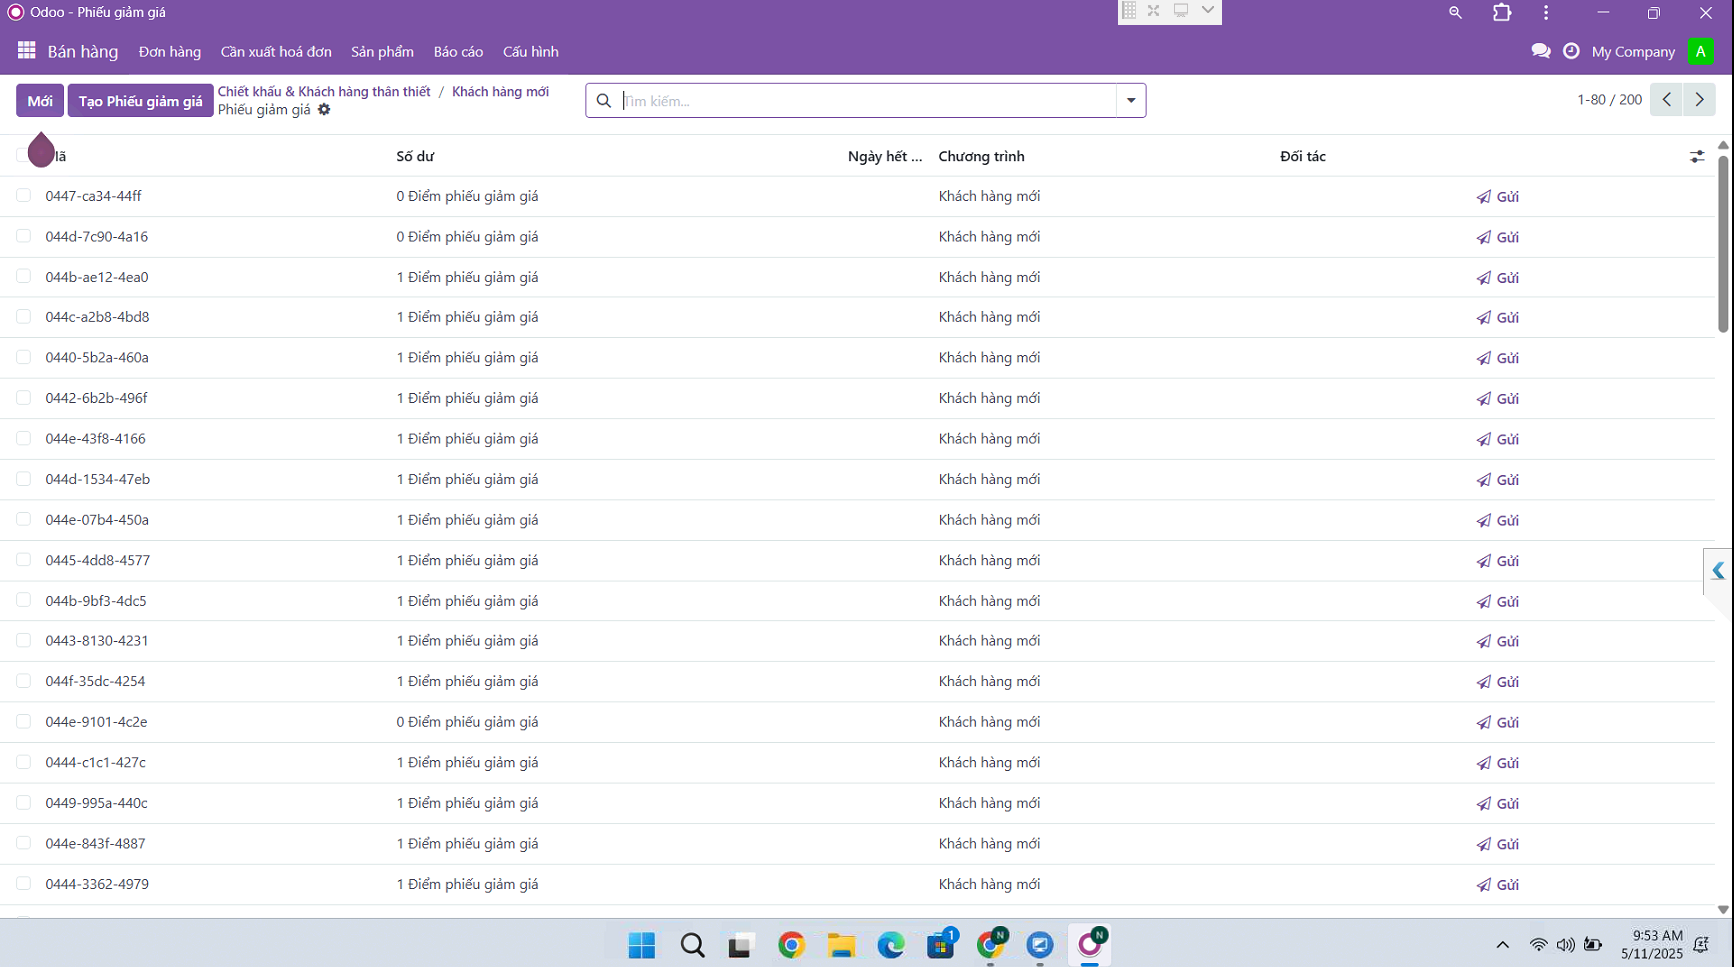 Odoo - Phiếu giảm giá
Bán hàng Đơn hàng Cần xuất hoá đơn Sản phẩm Báo cáo Cấu hình My Company A
Mới Tạo Phiếu giảm giá Chiết khấu & Khách hàng thân thiết / Khách hàng mới
Phiếu giảm giá
Tìm kiếm...
1-80 / 200
Số dư Ngày hết ... Chương trình Đối tác
0447-ca34-44ff 0 Điểm phiếu giảm giá Khách hàng mới Gửi
044d-7c90-4a16 0 Điểm phiếu giảm giá Khách hàng mới Gửi
044b-ae12-4ea0 1 Điểm phiếu giảm giá Khách hàng mới Gửi
044c-a2b8-4bd8 1 Điểm phiếu giảm giá Khách hàng mới Gửi
0440-5b2a-460a 1 Điểm phiếu giảm giá Khách hàng mới Gửi
0442-6b2b-496f 1 Điểm phiếu giảm giá Khách hàng mới Gửi
044e-43f8-4166 1 Điểm phiếu giảm giá Khách hàng mới Gửi
044d-1534-47eb 1 Điểm phiếu giảm giá Khách hàng mới Gửi
044e-07b4-450a 1 Điểm phiếu giảm giá Khách hàng mới Gửi
0445-4dd8-4577 1 Điểm phiếu giảm giá Khách hàng mới Gửi
044b-9bf3-4dc5 1 Điểm phiếu giảm giá Khách hàng mới Gửi
0443-8130-4231 1 Điểm phiếu giảm giá Khách hàng mới Gửi
044f-35dc-4254 1 Điểm phiếu giảm giá Khách hàng mới Gửi
044e-9101-4c2e 0 Điểm phiếu giảm giá Khách hàng mới Gửi
0444-c1c1-427c 1 Điểm phiếu giảm giá Khách hàng mới Gửi
0449-995a-440c 1 Điểm phiếu giảm giá Khách hàng mới Gửi
044e-843f-4887 1 Điểm phiếu giảm giá Khách hàng mới Gửi
0444-3362-4979 1 Điểm phiếu giảm giá Khách hàng mới Gửi
1 N N
9:53 AM
5/11/2025